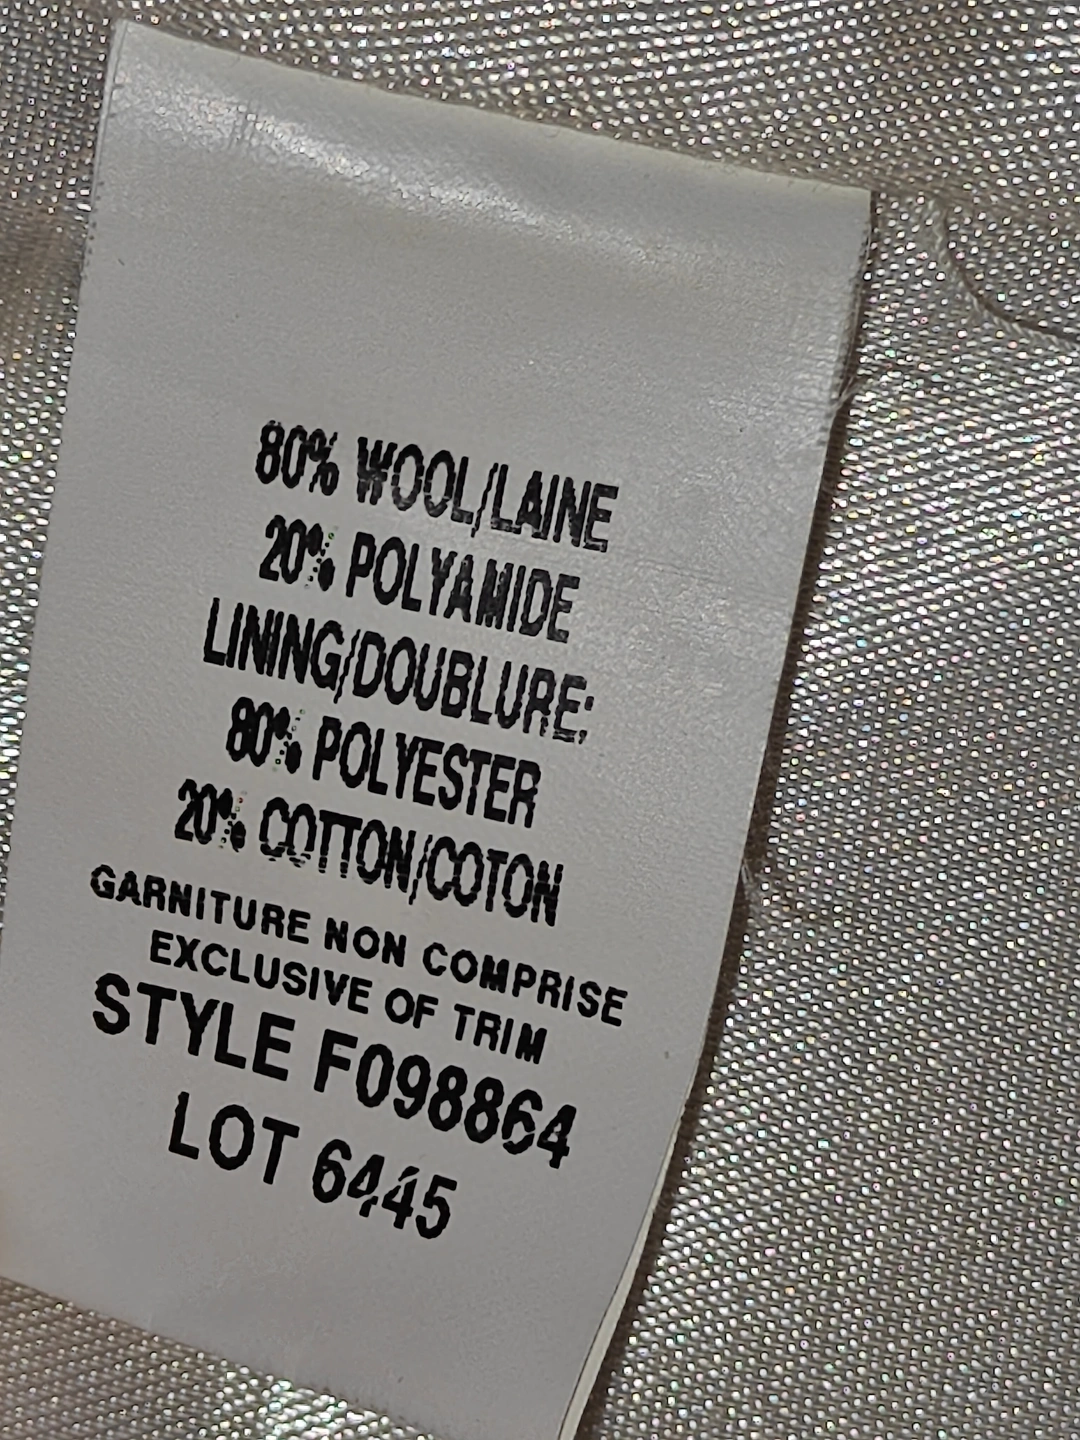 80% WOOL/LAINE
20% POLYAMIDE
LINING/DOUBLURE:
80% POLYESTER
20% COTTON/COTON
GARNITURE NON COMPRISE
EXCLUSIVE OF TRIM
STYLE F098864
LOT 6445